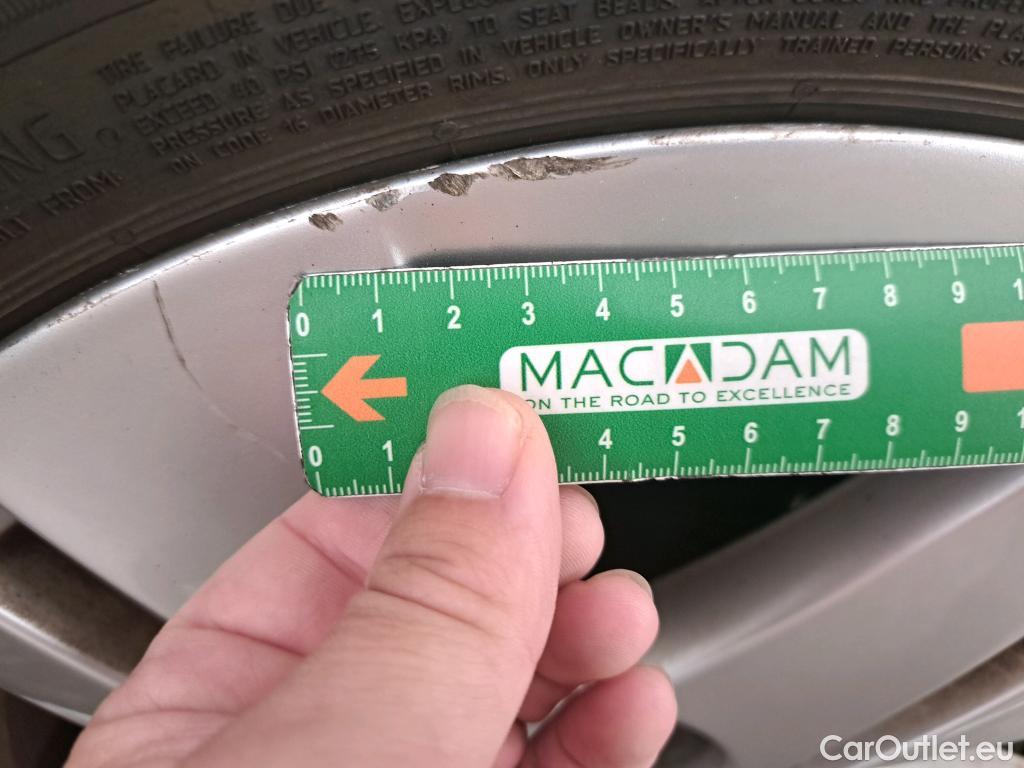 TIRE FAILURE DUE
PLACARD IN VEHICLE. EXPLOS
EXCEED 40 PSI (275 KPA) TO SEAT BEADS.
PRESSURE AS SPECIFIED IN VEHICLE OWNER'S MANUAL AND THE PLA
ON CODE 16 DIAMETER RIMS. ONLY SPECIFICALLY TRAINED PERSONS SH
NG
FROM:
0 1 2 3 4 5 6 7 8 9 1
MACADAM
ON THE ROAD TO EXCELLENCE
0 1 4 5 6 7 8 9 1
CarOutlet.eu